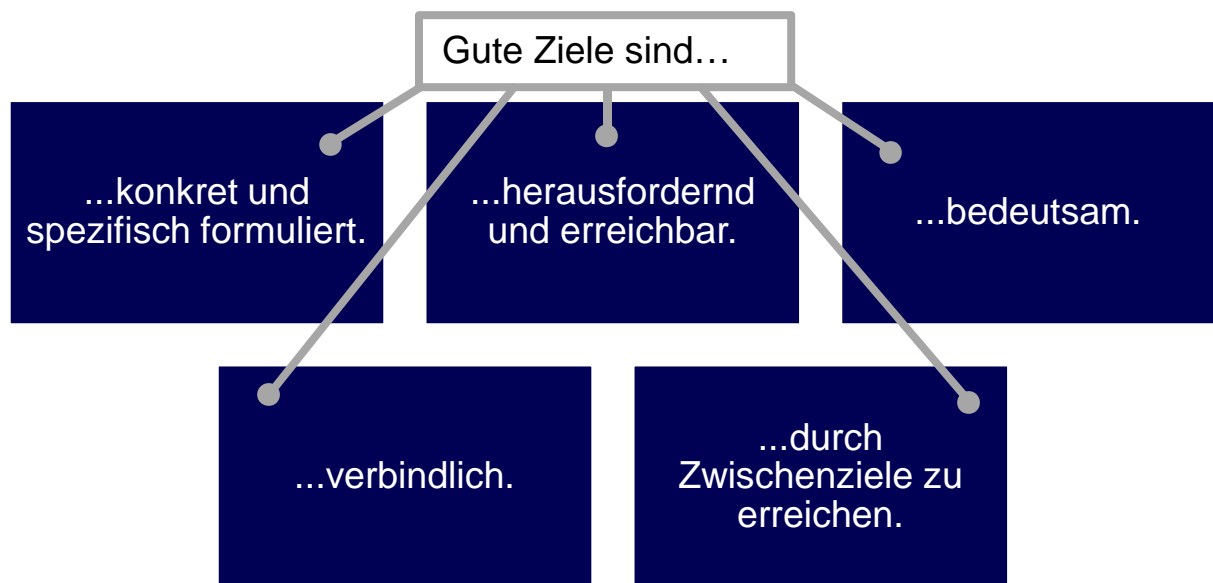 Gute Ziele sind…
...konkret und
spezifisch formuliert.
...herausfordernd
und erreichbar.
...bedeutsam.
...verbindlich.
...durch
Zwischenziele zu
erreichen.